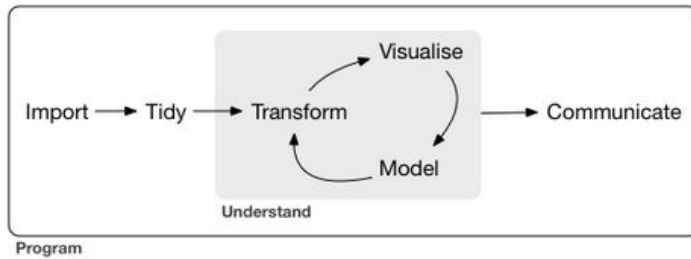 Visualise
Import Tidy Transform Communicate
Model
Understand
Program